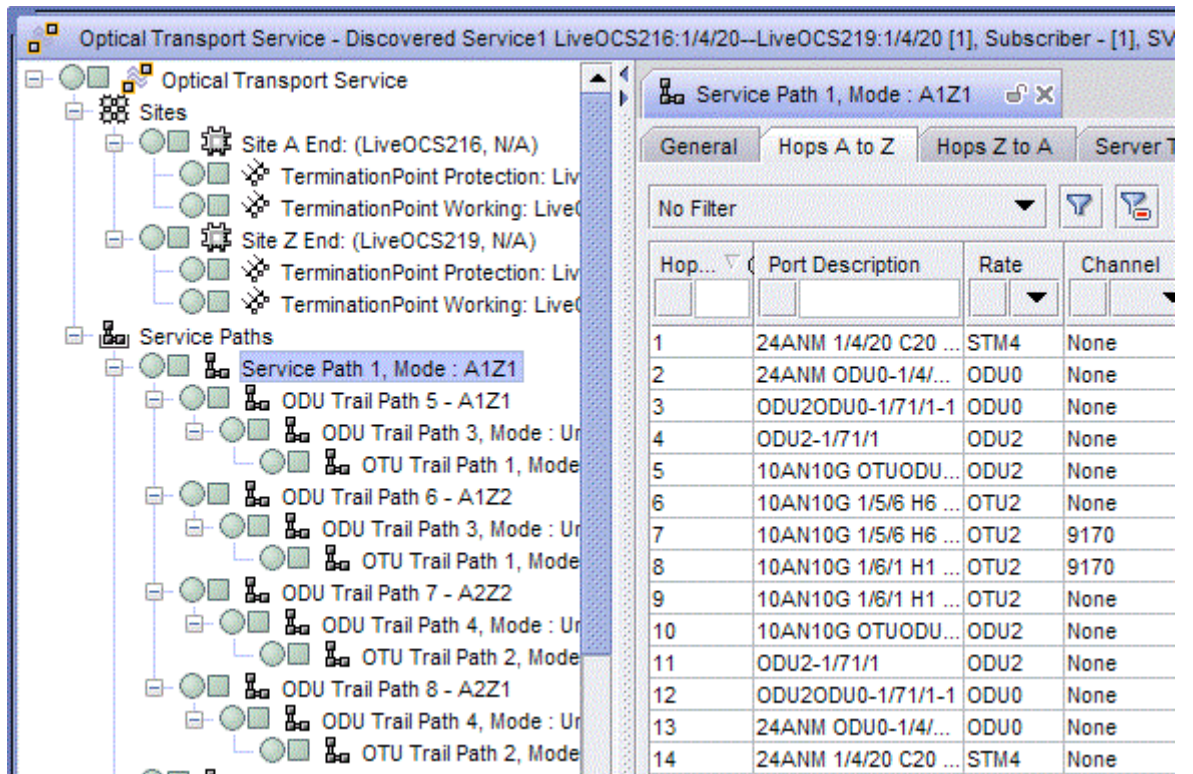 Optical Transport Service - Discovered Service1 LiveOCS216:1/4/20--LiveOCS219:1/4/20 [1], Subscriber - [1], SV
Optical Transport Service
Sites
Site A End: (LiveOCS216, N/A)
TerminationPoint Protection: Liv
TerminationPoint Working: Live
Site Z End: (LiveOCS219, N/A)
TerminationPoint Protection: Liv
TerminationPoint Working: Live
Service Paths
Service Path 1, Mode : A1Z1
ODU Trail Path 5 - A1Z1
ODU Trail Path 3, Mode : Ur
OTU Trail Path 1, Mode
ODU Trail Path 6 - A1Z2
ODU Trail Path 3, Mode : Ur
OTU Trail Path 1, Mode
ODU Trail Path 7 - A2Z2
ODU Trail Path 4, Mode : Ur
OTU Trail Path 2, Mode
ODU Trail Path 8 - A2Z1
ODU Trail Path 4, Mode : Ur
OTU Trail Path 2, Mode
Service Path 1, Mode : A1Z1
General Hops A to Z Hops Z to A Server T
No Filter
Hop... Port Description Rate Channel
1 24ANM 1/4/20 C20 ... STM4 None
2 24ANM ODU0-1/4/... ODU0 None
3 ODU2ODU0-1/71/1-1 ODU0 None
4 ODU2-1/71/1 ODU2 None
5 10AN10G OTUODU... ODU2 None
6 10AN10G 1/5/6 H6 ... OTU2 None
7 10AN10G 1/5/6 H6 ... OTU2 9170
8 10AN10G 1/6/1 H1 ... OTU2 9170
9 10AN10G 1/6/1 H1 ... OTU2 None
10 10AN10G OTUODU... ODU2 None
11 ODU2-1/71/1 ODU2 None
12 ODU2ODU0-1/71/1-1 ODU0 None
13 24ANM ODU0-1/4/... ODU0 None
14 24ANM 1/4/20 C20 ... STM4 None